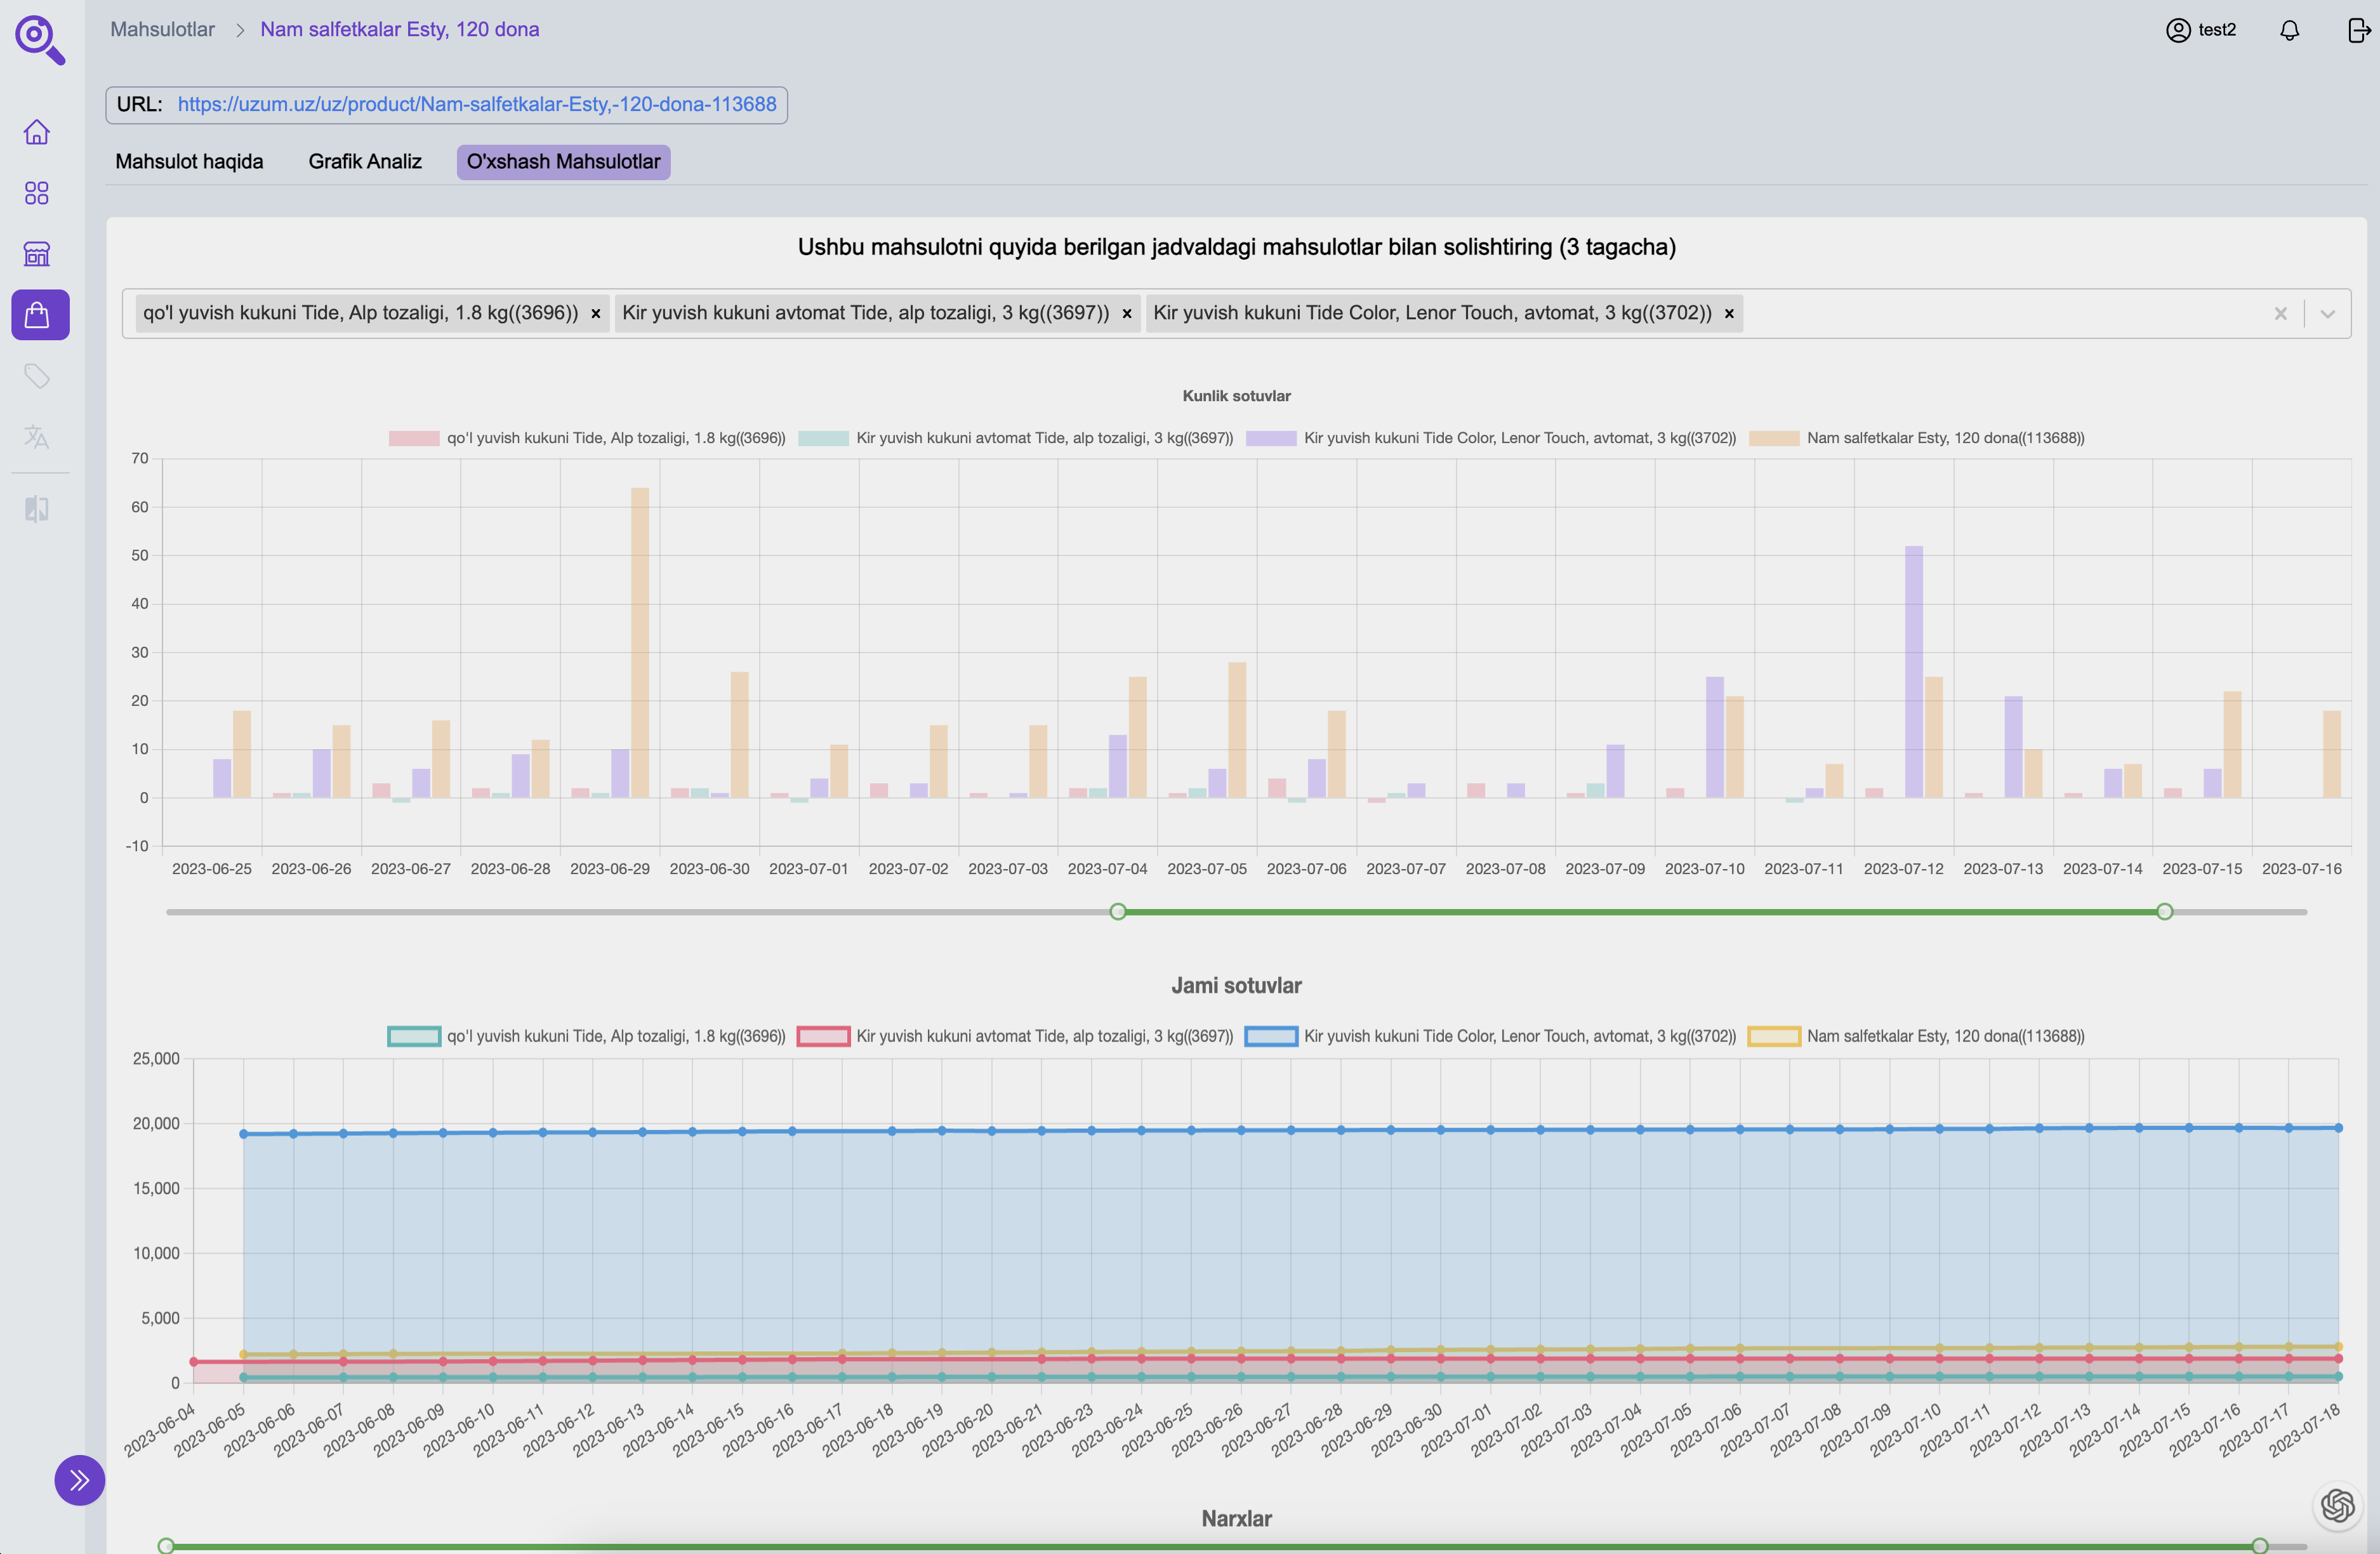 Mahsulotlar > Nam salfetkalar Esty, 120 dona
test2
URL: https://uzum.uz/uz/product/Nam-salfetkalar-Esty,-120-dona-113688
Mahsulot haqida Grafik Analiz O'xshash Mahsulotlar
Ushbu mahsulotni quyida berilgan jadvaldagi mahsulotlar bilan solishtiring (3 tagacha)
qo'l yuvish kukuni Tide, Alp tozaligi, 1.8 kg((3696)) × Kir yuvish kukuni avtomat Tide, alp tozaligi, 3 kg((3697)) × Kir yuvish kukuni Tide Color, Lenor Touch, avtomat, 3 kg((3702)) ×
Kunlik sotuvlar
qo'l yuvish kukuni Tide, Alp tozaligi, 1.8 kg((3696)) Kir yuvish kukuni avtomat Tide, alp tozaligi, 3 kg((3697)) Kir yuvish kukuni Tide Color, Lenor Touch, avtomat, 3 kg((3702)) Nam salfetkalar Esty, 120 dona((113688))
70
60
50
40
30
20
10
0
-10
2023-06-25 2023-06-26 2023-06-27 2023-06-28 2023-06-29 2023-06-30 2023-07-01 2023-07-02 2023-07-03 2023-07-04 2023-07-05 2023-07-06 2023-07-07 2023-07-08 2023-07-09 2023-07-10 2023-07-11 2023-07-12 2023-07-13 2023-07-14 2023-07-15 2023-07-16
Jami sotuvlar
qo'l yuvish kukuni Tide, Alp tozaligi, 1.8 kg((3696)) Kir yuvish kukuni avtomat Tide, alp tozaligi, 3 kg((3697)) Kir yuvish kukuni Tide Color, Lenor Touch, avtomat, 3 kg((3702)) Nam salfetkalar Esty, 120 dona((113688))
25,000
20,000
15,000
10,000
5,000
0
2023-06-04 2023-06-05 2023-06-06 2023-06-07 2023-06-08 2023-06-09 2023-06-10 2023-06-11 2023-06-12 2023-06-13 2023-06-14 2023-06-15 2023-06-16 2023-06-17 2023-06-18 2023-06-19 2023-06-20 2023-06-21 2023-06-23 2023-06-24 2023-06-25 2023-06-26 2023-06-27 2023-06-28 2023-06-29 2023-06-30 2023-07-01 2023-07-02 2023-07-03 2023-07-04 2023-07-05 2023-07-06 2023-07-07 2023-07-08 2023-07-09 2023-07-10 2023-07-11 2023-07-12 2023-07-13 2023-07-14 2023-07-15 2023-07-16 2023-07-17 2023-07-18
Narxlar